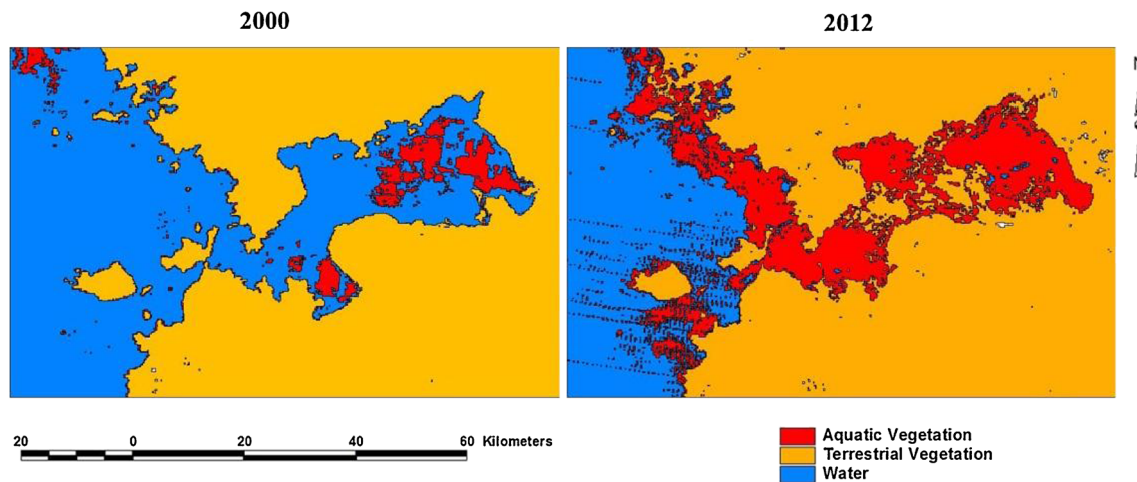 2000
2012
20 0 20 40 60 Kilometers
Aquatic Vegetation
Terrestrial Vegetation
Water